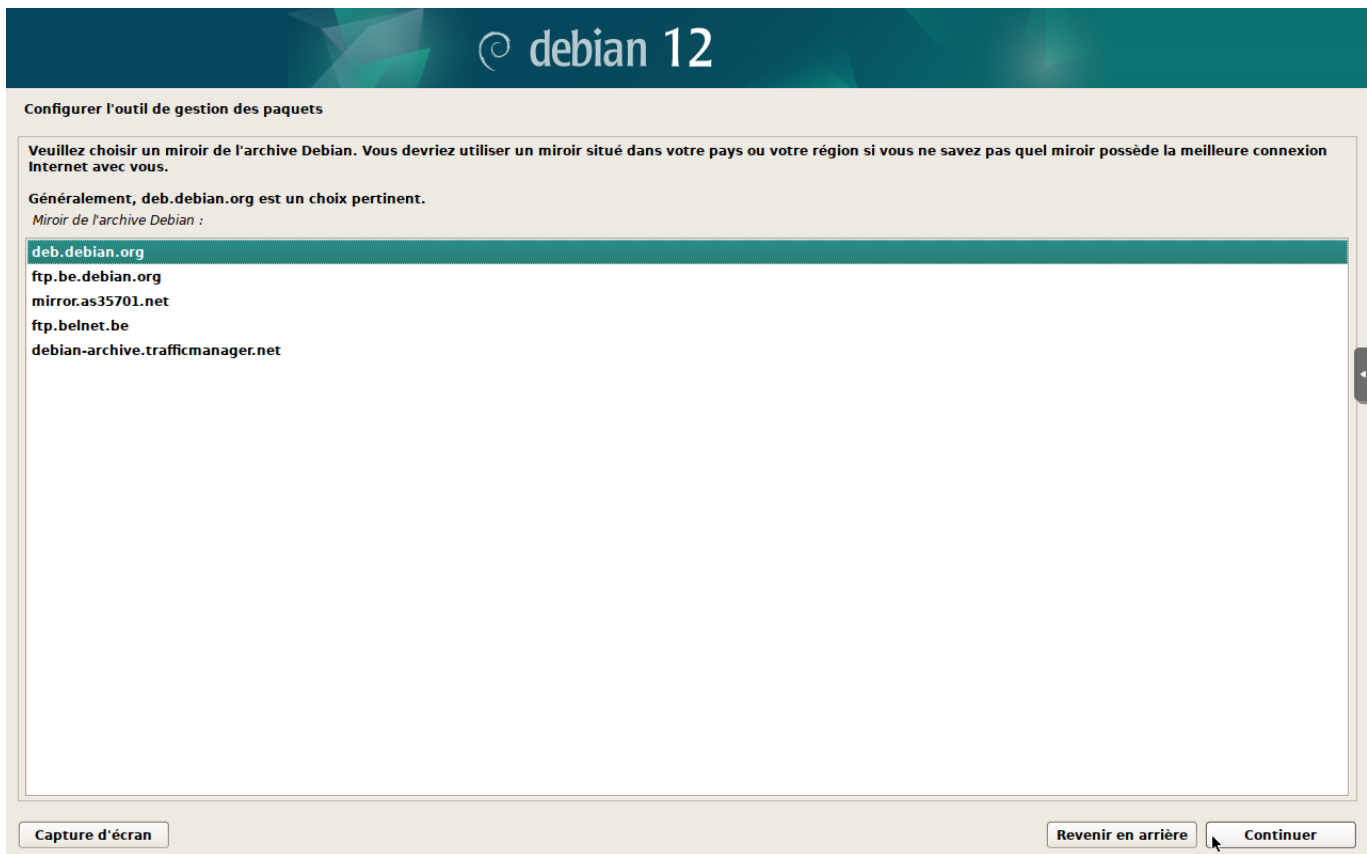 debian 12
Configurer l'outil de gestion des paquets
Veuillez choisir un miroir de l'archive Debian. Vous devriez utiliser un miroir situé dans votre pays ou votre région si vous ne savez pas quel miroir possède la meilleure connexion
Internet avec vous.
Généralement, deb.debian.org est un choix pertinent.
Miroir de l'archive Debian :
deb.debian.org
ftp.be.debian.org
mirror.as35701.net
ftp.belnet.be
debian-archive.trafficmanager.net
Capture d'écran
Revenir en arrière
Continuer